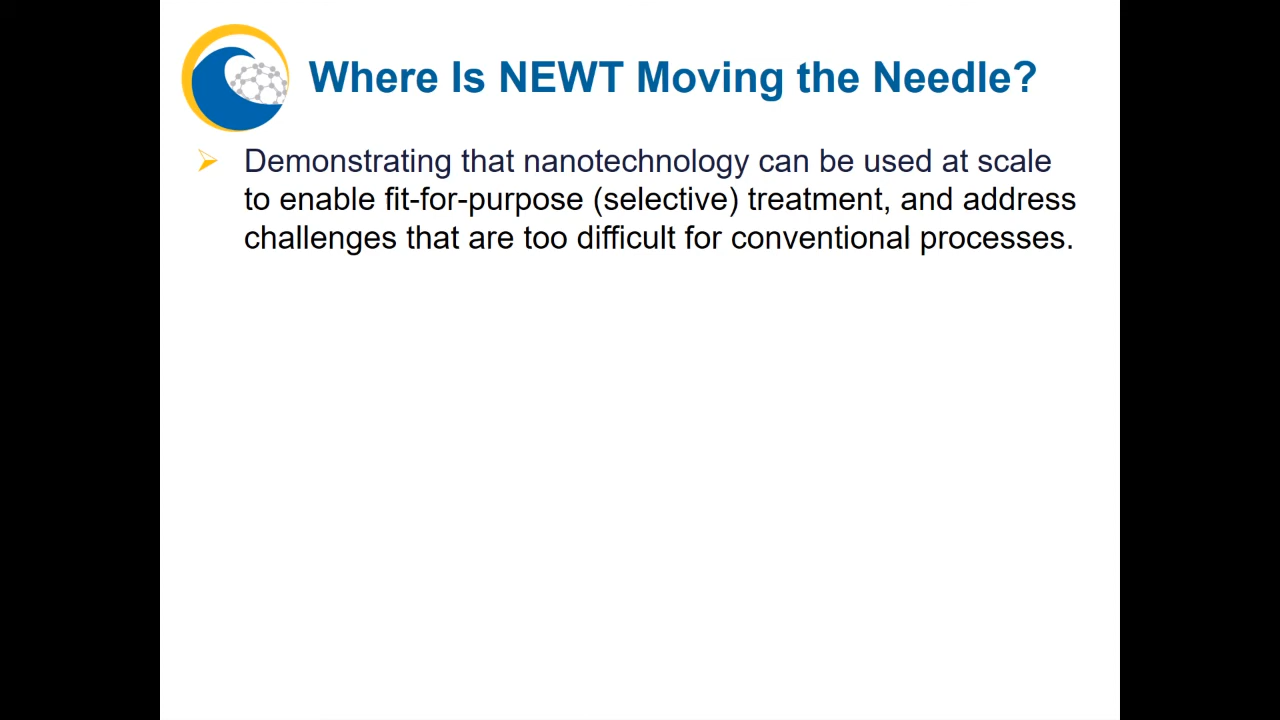 Where Is NEWT Moving the Needle?
Demonstrating that nanotechnology can be used at scale
to enable fit-for-purpose (selective) treatment, and address
challenges that are too difficult for conventional processes.